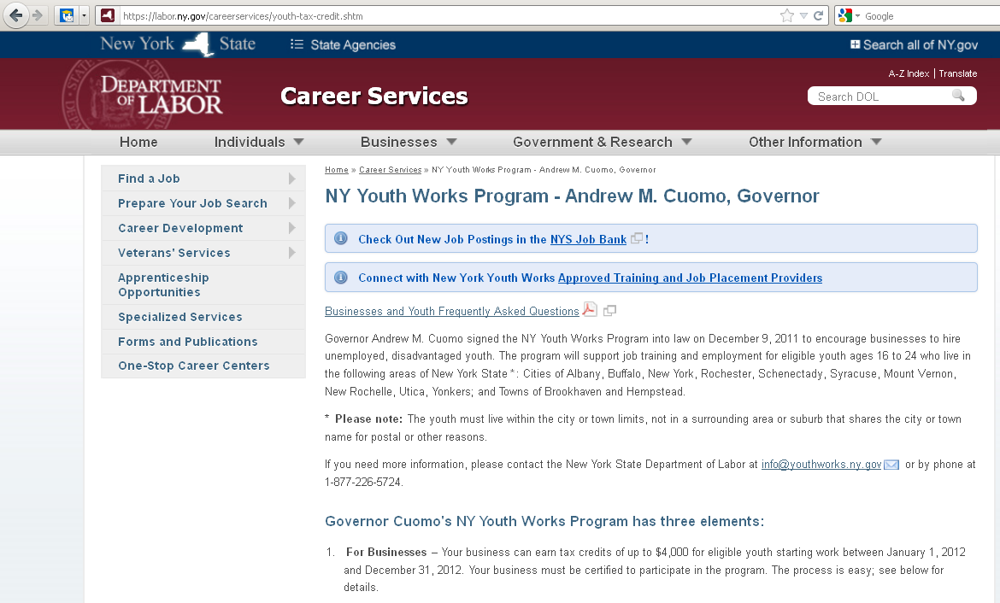 https://labor.ny.gov/careerservices/youth-tax-credit.shtm
Google
New York State
State Agencies
Search all of NY.gov
A-Z Index | Translate
DEPARTMENT
OF LABOR
Career Services
Search DOL
Home Individuals Businesses Government & Research Other Information
Find a Job
Prepare Your Job Search
Career Development
Veterans' Services
Apprenticeship
Opportunities
Specialized Services
Forms and Publications
One-Stop Career Centers
Home » Career Services » NY Youth Works Program - Andrew M. Cuomo, Governor
NY Youth Works Program - Andrew M. Cuomo, Governor
Check Out New Job Postings in the NYS Job Bank !
Connect with New York Youth Works Approved Training and Job Placement Providers
Businesses and Youth Frequently Asked Questions
Governor Andrew M. Cuomo signed the NY Youth Works Program into law on December 9, 2011 to encourage businesses to hire
unemployed, disadvantaged youth. The program will support job training and employment for eligible youth ages 16 to 24 who live in
the following areas of New York State*: Cities of Albany, Buffalo, New York, Rochester, Schenectady, Syracuse, Mount Vernon,
New Rochelle, Utica, Yonkers; and Towns of Brookhaven and Hempstead.
* Please note: The youth must live within the city or town limits, not in a surrounding area or suburb that shares the city or town
name for postal or other reasons.
If you need more information, please contact the New York State Department of Labor at info@youthworks.ny.gov or by phone at
1-877-226-5724.
Governor Cuomo's NY Youth Works Program has three elements:
1. For Businesses – Your business can earn tax credits of up to $4,000 for eligible youth starting work between January 1, 2012
and December 31, 2012. Your business must be certified to participate in the program. The process is easy; see below for
details.